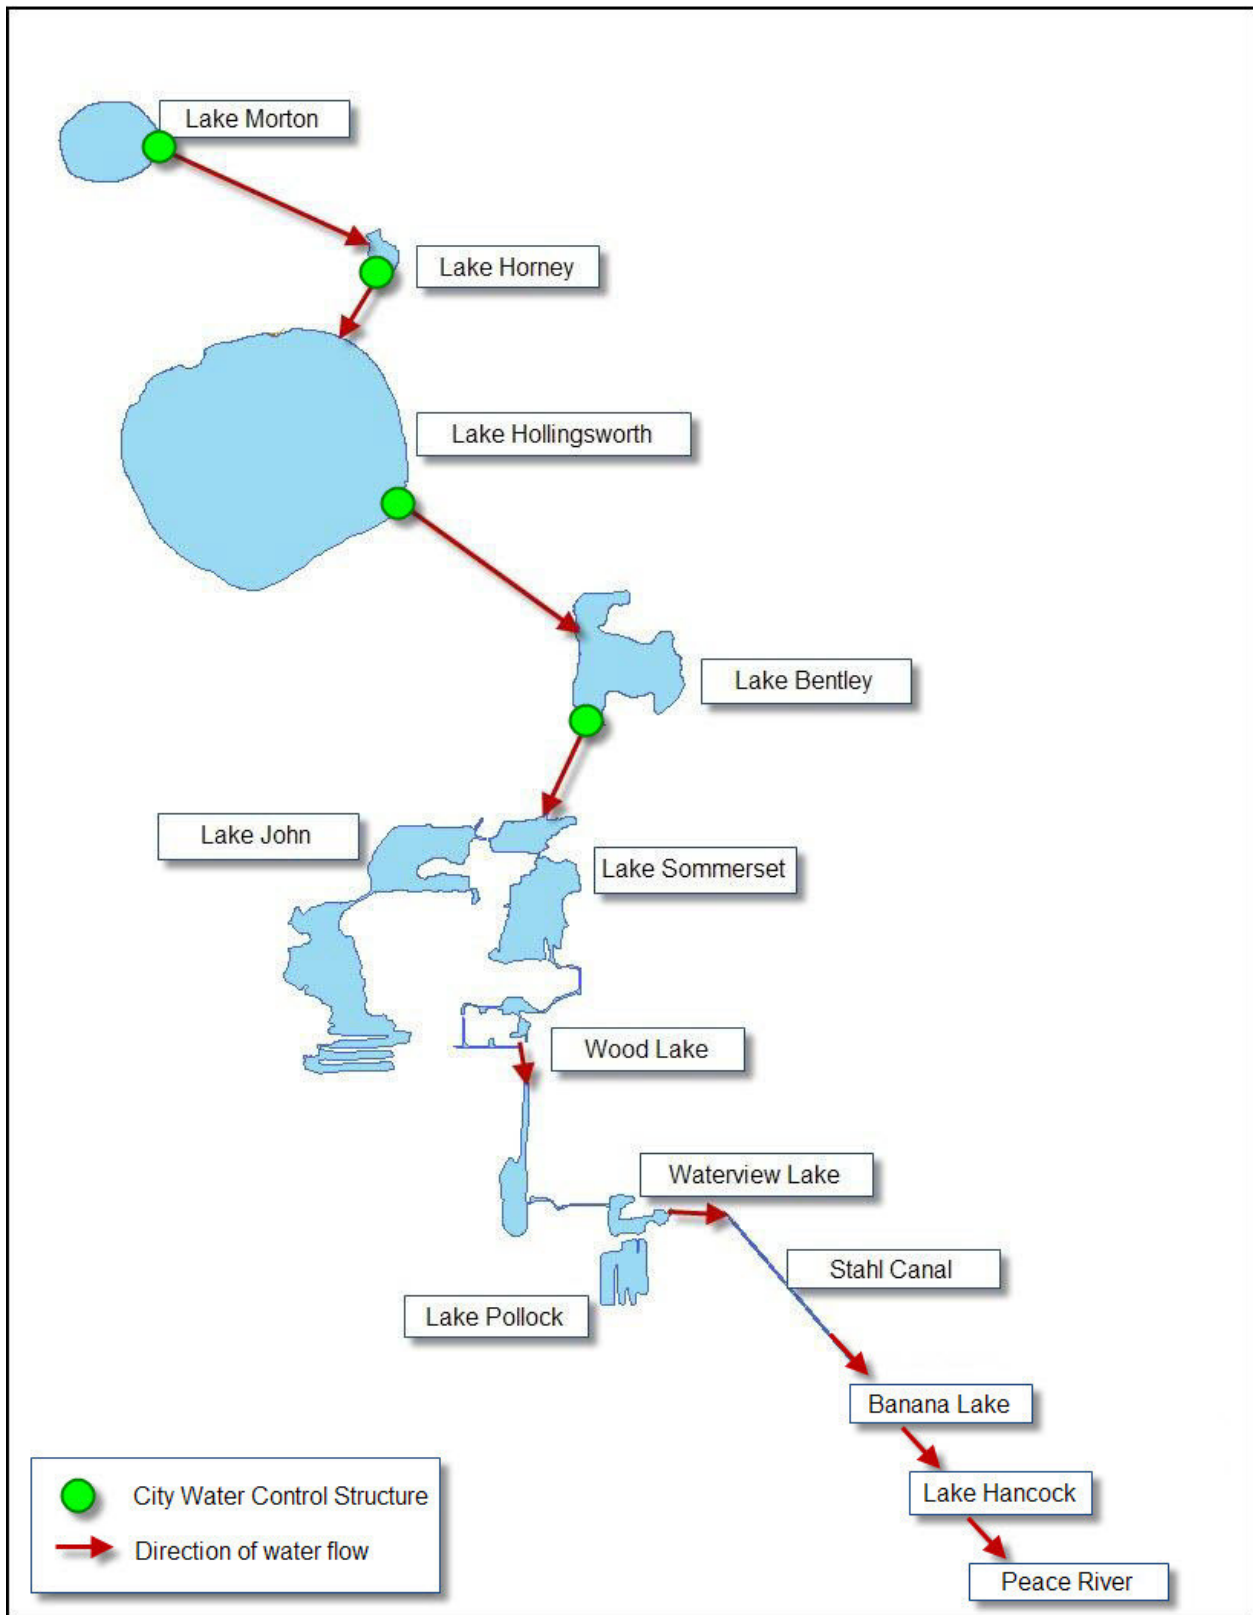 Lake Morton
Lake Horney
Lake Hollingsworth
Lake Bentley
Lake John
Lake Sommerset
Wood Lake
Waterview Lake
Stahl Canal
Lake Pollock
Banana Lake
Lake Hancock
Peace River
City Water Control Structure
Direction of water flow